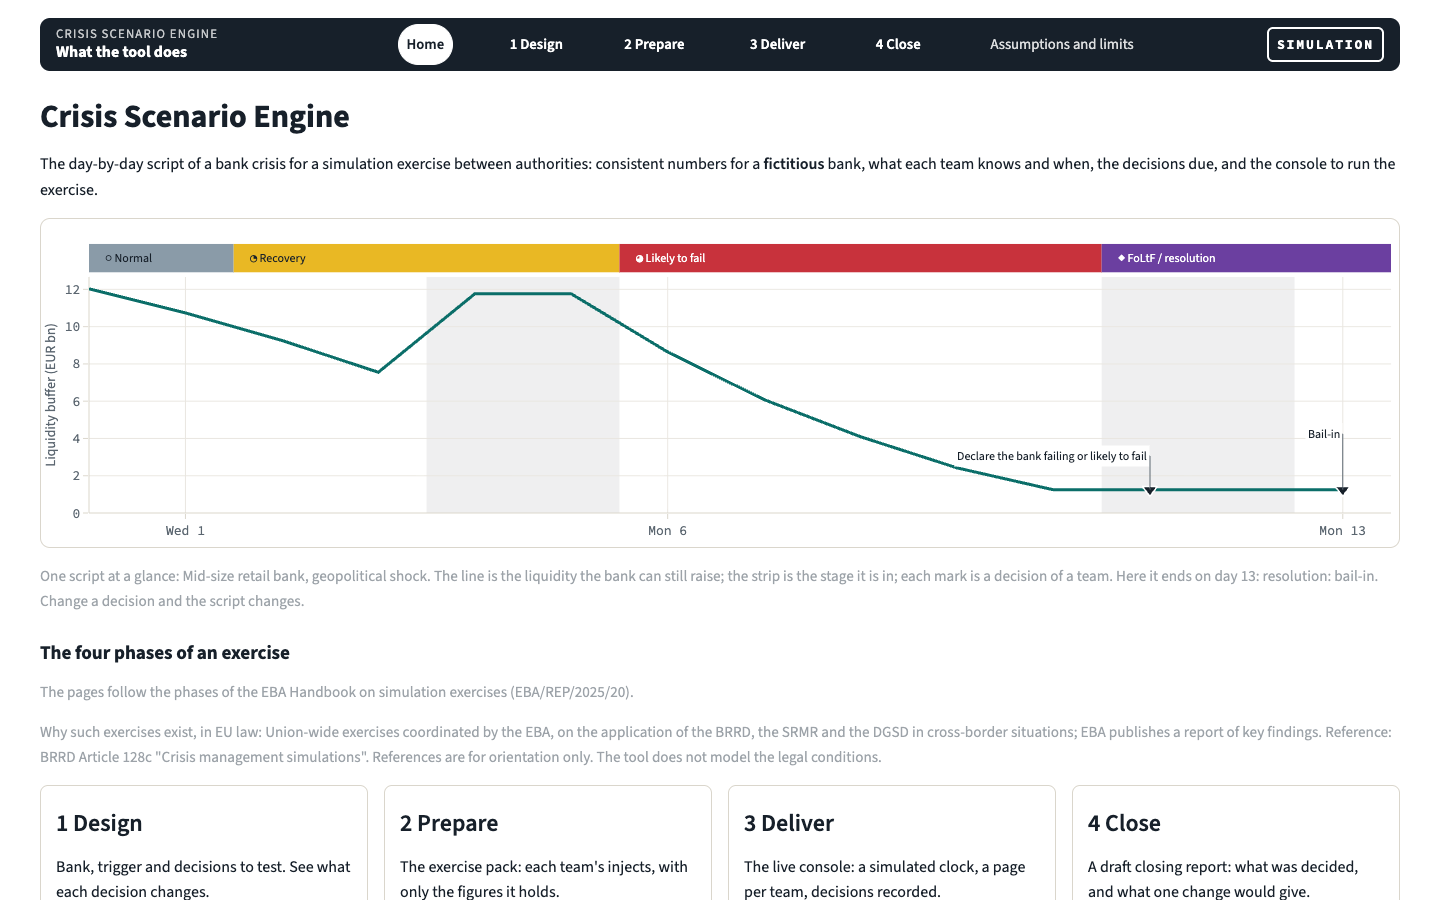 CRISIS SCENARIO ENGINE
What the tool does
Home
1 Design
2 Prepare
3 Deliver
4 Close
Assumptions and limits
SIMULATION
Crisis Scenario Engine
The day-by-day script of a bank crisis for a simulation exercise between authorities: consistent numbers for a fictitious bank, what each team knows and when, the decisions due, and the console to run the
exercise.
Normal
Recovery
Likely to fail
FoLtF / resolution
Liquidity buffer (EUR bn)
12
10
8
6
4
2
0
Declare the bank failing or likely to fail
Bail-in
Wed 1
Mon 6
Mon 13
One script at a glance: Mid-size retail bank, geopolitical shock. The line is the liquidity the bank can still raise; the strip is the stage it is in; each mark is a decision of a team. Here it ends on day 13: resolution: bail-in.
Change a decision and the script changes.
The four phases of an exercise
The pages follow the phases of the EBA Handbook on simulation exercises (EBA/REP/2025/20).
Why such exercises exist, in EU law: Union-wide exercises coordinated by the EBA, on the application of the BRRD, the SRMR and the DGSD in cross-border situations; EBA publishes a report of key findings. Reference:
BRRD Article 128c "Crisis management simulations". References are for orientation only. The tool does not model the legal conditions.
1 Design
Bank, trigger and decisions to test. See what
each decision changes.
2 Prepare
The exercise pack: each team's injects, with
only the figures it holds.
3 Deliver
The live console: a simulated clock, a page
per team, decisions recorded.
4 Close
A draft closing report: what was decided,
and what one change would give.